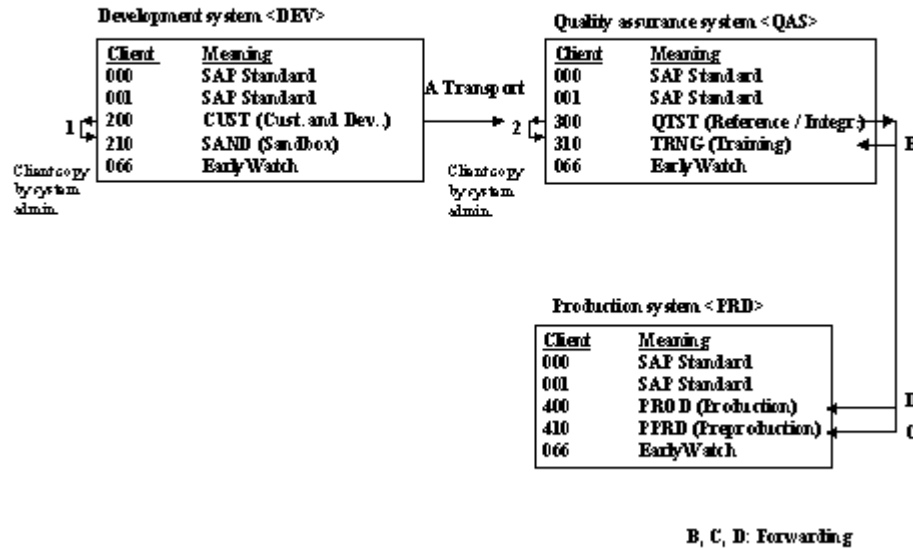 Development system <DEV>
Client Meaning
000 SAP Standard
001 SAP Standard
200 CUST (Cust. and Dev..)
210 SAND (Sandbox)
066 EarlyWatch
1
Client copy
by system
admin.
A Transport
Quality assurance system <QAS>
Client Meaning
000 SAP Standard
001 SAP Standard
300 QTST (Reference / Integr.)
310 TRNG (Training)
066 EarlyWatch
2
Client copy
by system
admin.
Production system <PRD>
Client Meaning
000 SAP Standard
001 SAP Standard
400 PROD (Production)
410 PPRD (Preproduction)
066 EarlyWatch
B, C, D: Forwarding